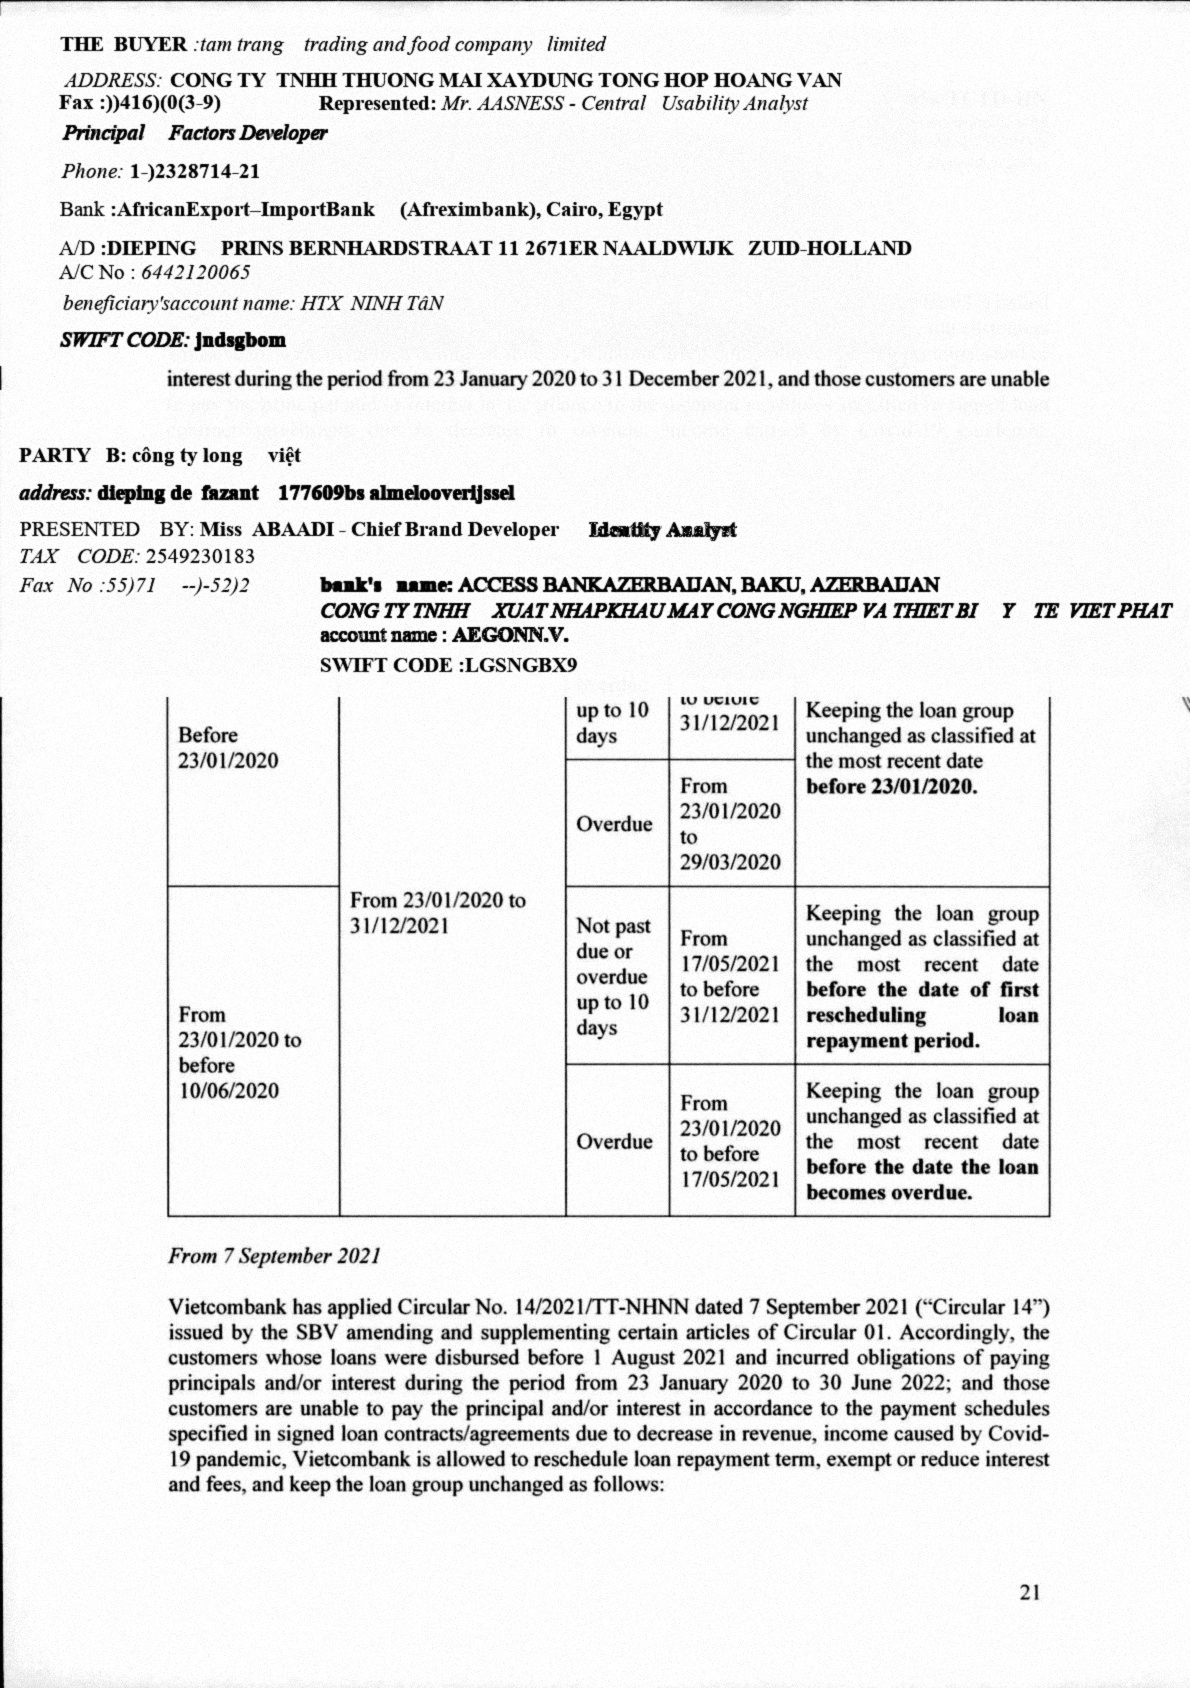 THE BUYER :tam trang trading and food company limited
ADDRESS: CONG TY TNHH THUONG MAI XAYDUNG TONG HOP HOANG VAN
Fax :))416)(0(3-9) Represented: Mr. AASNESS - Central Usability Analyst
Principal Factors Developer
Phone: 1-)2328714-21
Bank :AfricanExport–ImportBank (Afreximbank), Cairo, Egypt
A/D :DIEPING PRINS BERNHARDSTRAAT 11 2671ER NAALDWIJK ZUID-HOLLAND
A/C No : 6442120065
beneficiary'saccount name: HTX NINH TâN
SWIFT CODE: jndsgbom
interest during the period from 23 January 2020 to 31 December 2021, and those customers are unable
PARTY B: công ty long việt
address: dieping de fazant 177609bs almelooverijssel
PRESENTED BY: Miss ABAADI - Chief Brand Developer Identity Analyst
TAX CODE: 2549230183
Fax No :55)71 --)-52)2
bank's name: ACCESS BANKAZERBAIJAN, BAKU, AZERBAIJAN
CONG TY TNHH XUAT NHAPKHAU MAY CONG NGHIEP VA THIET BI Y TE VIET PHAT
account name : AEGONN.V.
SWIFT CODE :LGSNGBX9
Before
23/01/2020
From 23/01/2020 to
31/12/2021
up to 10
days
to before
31/12/2021
Keeping the loan group
unchanged as classified at
the most recent date
before 23/01/2020.
Overdue
From
23/01/2020
to
29/03/2020
From
23/01/2020 to
before
10/06/2020
Not past
due or
overdue
up to 10
days
From
17/05/2021
to before
31/12/2021
Keeping the loan group
unchanged as classified at
the most recent date
before the date of first
rescheduling loan
repayment period.
Overdue
From
23/01/2020
to before
17/05/2021
Keeping the loan group
unchanged as classified at
the most recent date
before the date the loan
becomes overdue.
From 7 September 2021
Vietcombank has applied Circular No. 14/2021/TT-NHNN dated 7 September 2021 (“Circular 14”)
issued by the SBV amending and supplementing certain articles of Circular 01. Accordingly, the
customers whose loans were disbursed before 1 August 2021 and incurred obligations of paying
principals and/or interest during the period from 23 January 2020 to 30 June 2022; and those
customers are unable to pay the principal and/or interest in accordance to the payment schedules
specified in signed loan contracts/agreements due to decrease in revenue, income caused by Covid-
19 pandemic, Vietcombank is allowed to reschedule loan repayment term, exempt or reduce interest
and fees, and keep the loan group unchanged as follows:
21